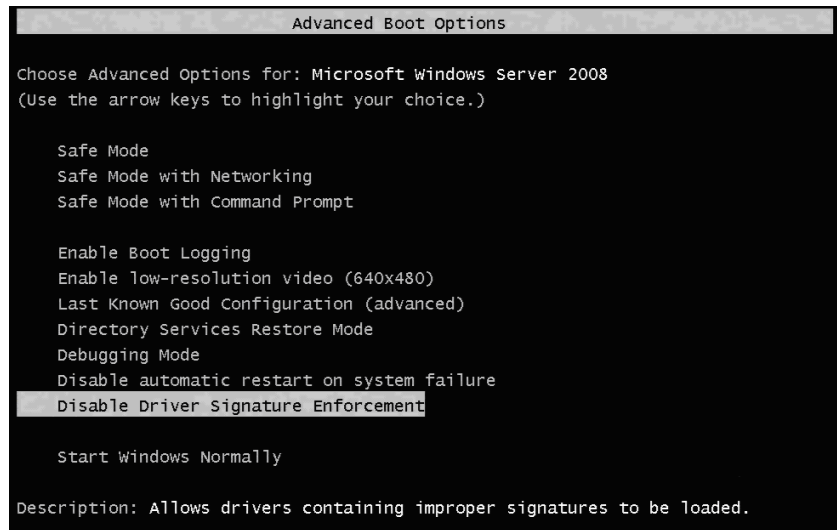 Advanced Boot Options
Choose Advanced Options for: Microsoft Windows Server 2008
(Use the arrow keys to highlight your choice.)
Safe Mode
Safe Mode with Networking
Safe Mode with Command Prompt
Enable Boot Logging
Enable low-resolution video (640x480)
Last Known Good Configuration (advanced)
Directory Services Restore Mode
Debugging Mode
Disable automatic restart on system failure
Disable Driver Signature Enforcement
Start Windows Normally
Description: Allows drivers containing improper signatures to be loaded.